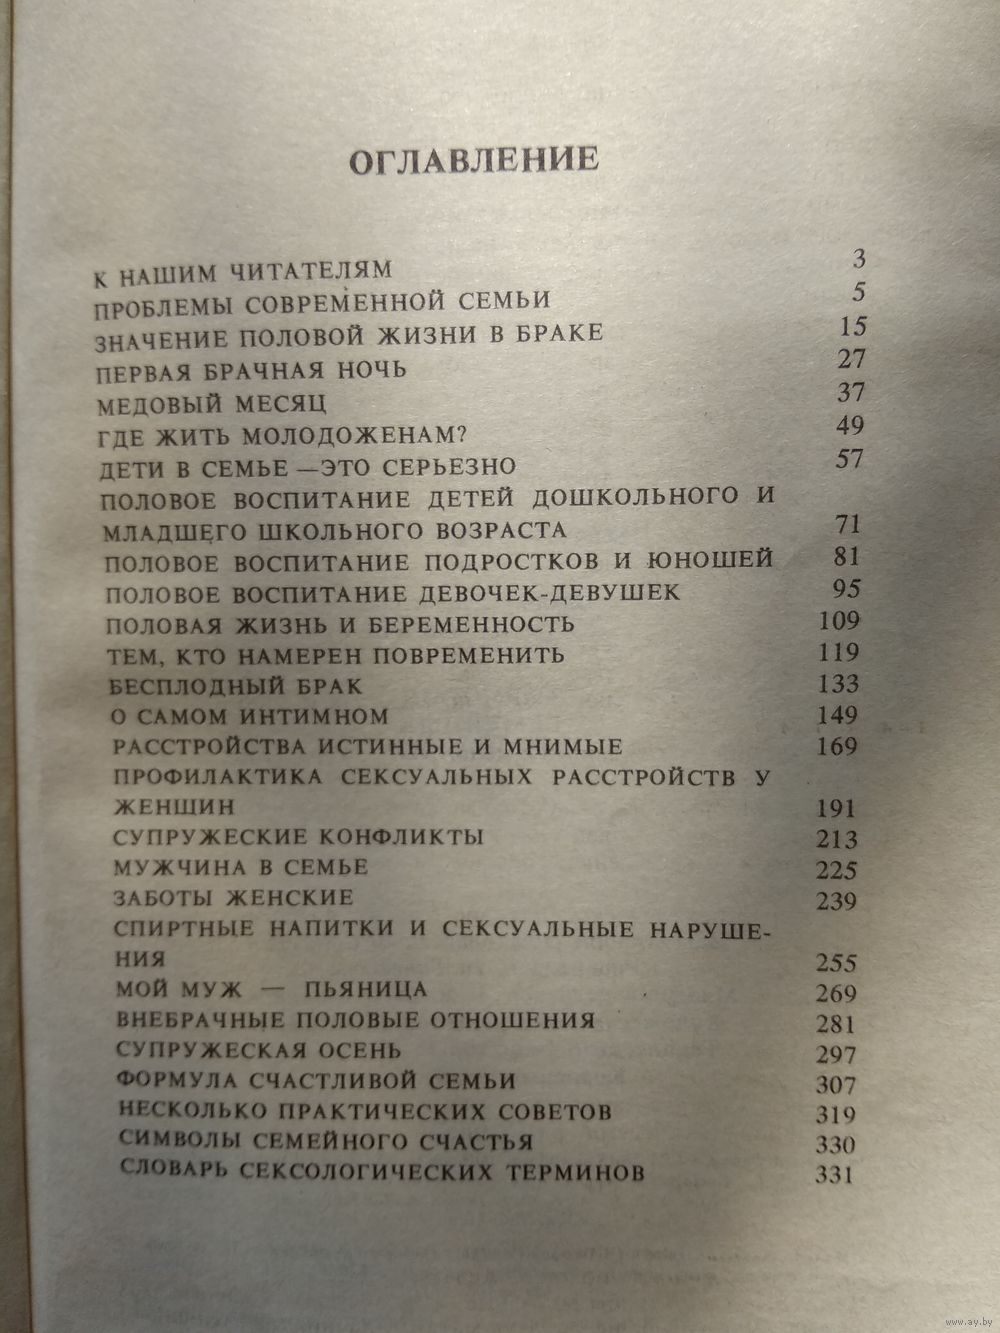 ОГЛАВЛЕНИЕ
К НАШИМ ЧИТАТЕЛЯМ 3
ПРОБЛЕМЫ СОВРЕМЕННОЙ СЕМЬИ 5
ЗНАЧЕНИЕ ПОЛОВОЙ ЖИЗНИ В БРАКЕ 15
ПЕРВАЯ БРАЧНАЯ НОЧЬ 27
МЕДОВЫЙ МЕСЯЦ 37
ГДЕ ЖИТЬ МОЛОДОЖЕНАМ? 49
ДЕТИ В СЕМЬЕ —ЭТО СЕРЬЕЗНО 57
ПОЛОВОЕ ВОСПИТАНИЕ ДЕТЕЙ ДОШКОЛЬНОГО И
МЛАДШЕГО ШКОЛЬНОГО ВОЗРАСТА 71
ПОЛОВОЕ ВОСПИТАНИЕ ПОДРОСТКОВ И ЮНОШЕЙ 81
ПОЛОВОЕ ВОСПИТАНИЕ ДЕВОЧЕК-ДЕВУШЕК 95
ПОЛОВАЯ ЖИЗНЬ И БЕРЕМЕННОСТЬ 109
ТЕМ, КТО НАМЕРЕН ПОВРЕМЕНИТЬ 119
БЕСПЛОДНЫЙ БРАК 133
О САМОМ ИНТИМНОМ 149
РАССТРОЙСТВА ИСТИННЫЕ И МНИМЫЕ 169
ПРОФИЛАКТИКА СЕКСУАЛЬНЫХ РАССТРОЙСТВ У
ЖЕНЩИН 191
СУПРУЖЕСКИЕ КОНФЛИКТЫ 213
МУЖЧИНА В СЕМЬЕ 225
ЗАБОТЫ ЖЕНСКИЕ 239
СПИРТНЫЕ НАПИТКИ И СЕКСУАЛЬНЫЕ НАРУШЕ-
НИЯ 255
МОЙ МУЖ — ПЬЯНИЦА 269
ВНЕБРАЧНЫЕ ПОЛОВЫЕ ОТНОШЕНИЯ 281
СУПРУЖЕСКАЯ ОСЕНЬ 297
ФОРМУЛА СЧАСТЛИВОЙ СЕМЬИ 307
НЕСКОЛЬКО ПРАКТИЧЕСКИХ СОВЕТОВ 319
СИМВОЛЫ СЕМЕЙНОГО СЧАСТЬЯ 330
СЛОВАРЬ СЕКСОЛОГИЧЕСКИХ ТЕРМИНОВ 331
www.ay.by